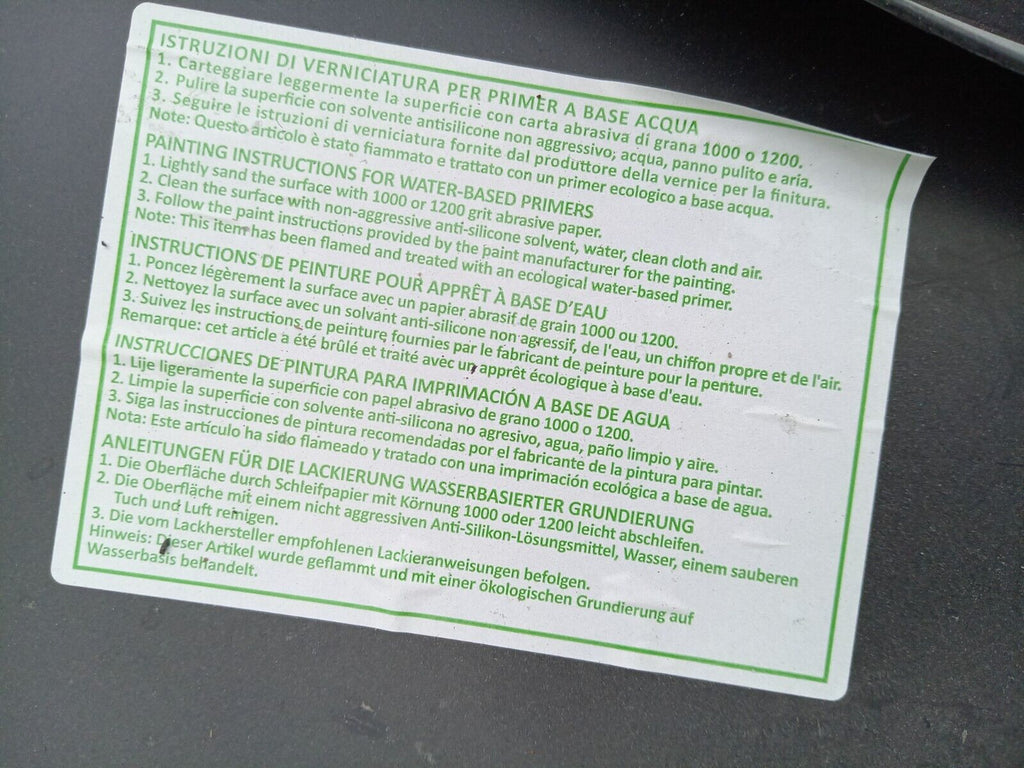 ISTRUZIONI DI VERNICIATURA PER PRIMER A BASE ACQUA
1. Carteggiare leggermente la superficie con carta abrasiva di grana 1000 o 1200.
2. Pulire la superficie con solvente antisilicone non aggressivo, acqua, panno pulito e aria.
3. Seguire le istruzioni di verniciatura fornite dal produttore della vernice per la finitura.
Note: Questo articolo è stato fiammato e trattato con un primer ecologico a base acqua.
PAINTING INSTRUCTIONS FOR WATER-BASED PRIMERS
1. Lightly sand the surface with 1000 or 1200 grit abrasive paper.
2. Clean the surface with non-aggressive anti-silicone solvent, water, clean cloth and air.
3. Follow the paint instructions provided by the paint manufacturer for the painting.
Note: This item has been flamed and treated with an ecological water-based primer.
INSTRUCTIONS DE PEINTURE POUR APPRÊT À BASE D'EAU
1. Poncez légèrement la surface avec un papier abrasif de grain 1000 ou 1200.
2. Nettoyez la surface avec un solvant anti-silicone non agressif, de l'eau, un chiffon propre et de l'air.
3. Suivez les instructions de peinture fournies par le fabricant de peinture pour la penture.
Remarque: cet article a été brûlé et traité avec un apprêt écologique à base d'eau.
INSTRUCCIONES DE PINTURA PARA IMPRIMACIÓN A BASE DE AGUA
1. Lije ligeramente la superficie con papel abrasivo de grano 1000 o 1200.
2. Limpie la superficie con solvente anti-silicona no agresivo, agua, paño limpio y aire.
3. Siga las instrucciones de pintura recomendadas por el fabricante de la pintura para pintar.
Nota: Este artículo ha sido flameado y tratado con una imprimación ecológica a base de agua.
ANLEITUNGEN FÜR DIE LACKIERUNG WASSERBASIERTER GRUNDIERUNG
1. Die Oberfläche durch Schleifpapier mit Körnung 1000 oder 1200 leicht abschleifen.
2. Die Oberfläche mit einem nicht aggressiven Anti-Silikon-Lösungsmittel, Wasser, einem sauberen
Tuch und Luft reinigen.
3. Die vom Lackhersteller empfohlenen Lackieranweisungen befolgen.
Hinweis: Dieser Artikel wurde geflammt und mit einer ökologischen Grundierung auf
Wasserbasis behandelt.